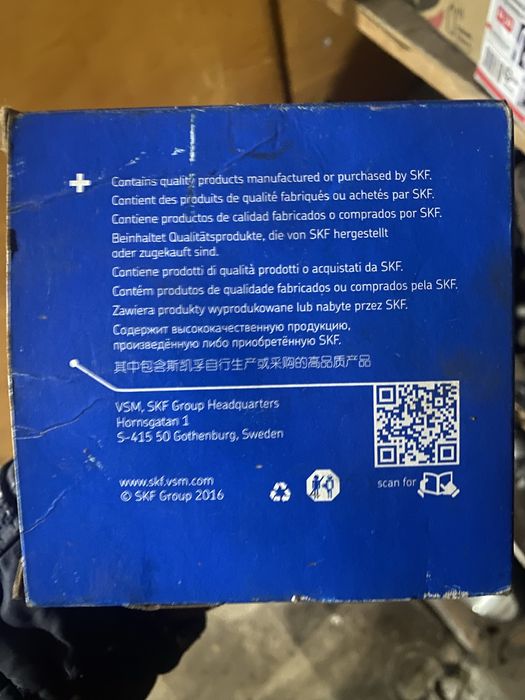 Contains quality products manufactured or purchased by SKF.
Contient des produits de qualité fabriqués ou achetés par SKF.
Contiene productos de calidad fabricados o comprados por SKF.
Beinhaltet Qualitätsprodukte, die von SKF hergestellt
oder zugekauft sind.
Contiene prodotti di qualità prodotti o acquistati da SKF.
Contém produtos de qualidade fabricados ou comprados pela SKF.
Zawiera produkty wyprodukowane lub nabyte przez SKF.
Содержит высококачественную продукцию,
произведённую либо приобретённую SKF.
其中包含斯凯孚自行生产或采购的高品质产品
VSM, SKF Group Headquarters
Hornsgatan 1
S-415 50 Gothenburg, Sweden
www.skf.vsm.com
© SKF Group 2016
scan for